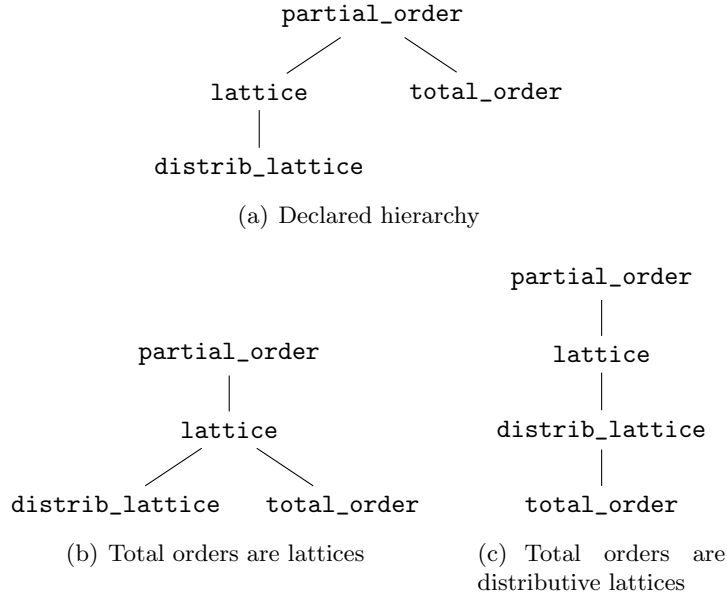 partial_order
lattice total_order
distrib_lattice
(a) Declared hierarchy
partial_order
lattice
distrib_lattice total_order
(b) Total orders are lattices
partial_order
lattice
distrib_lattice
total_order
(c) Total orders are
distributive lattices